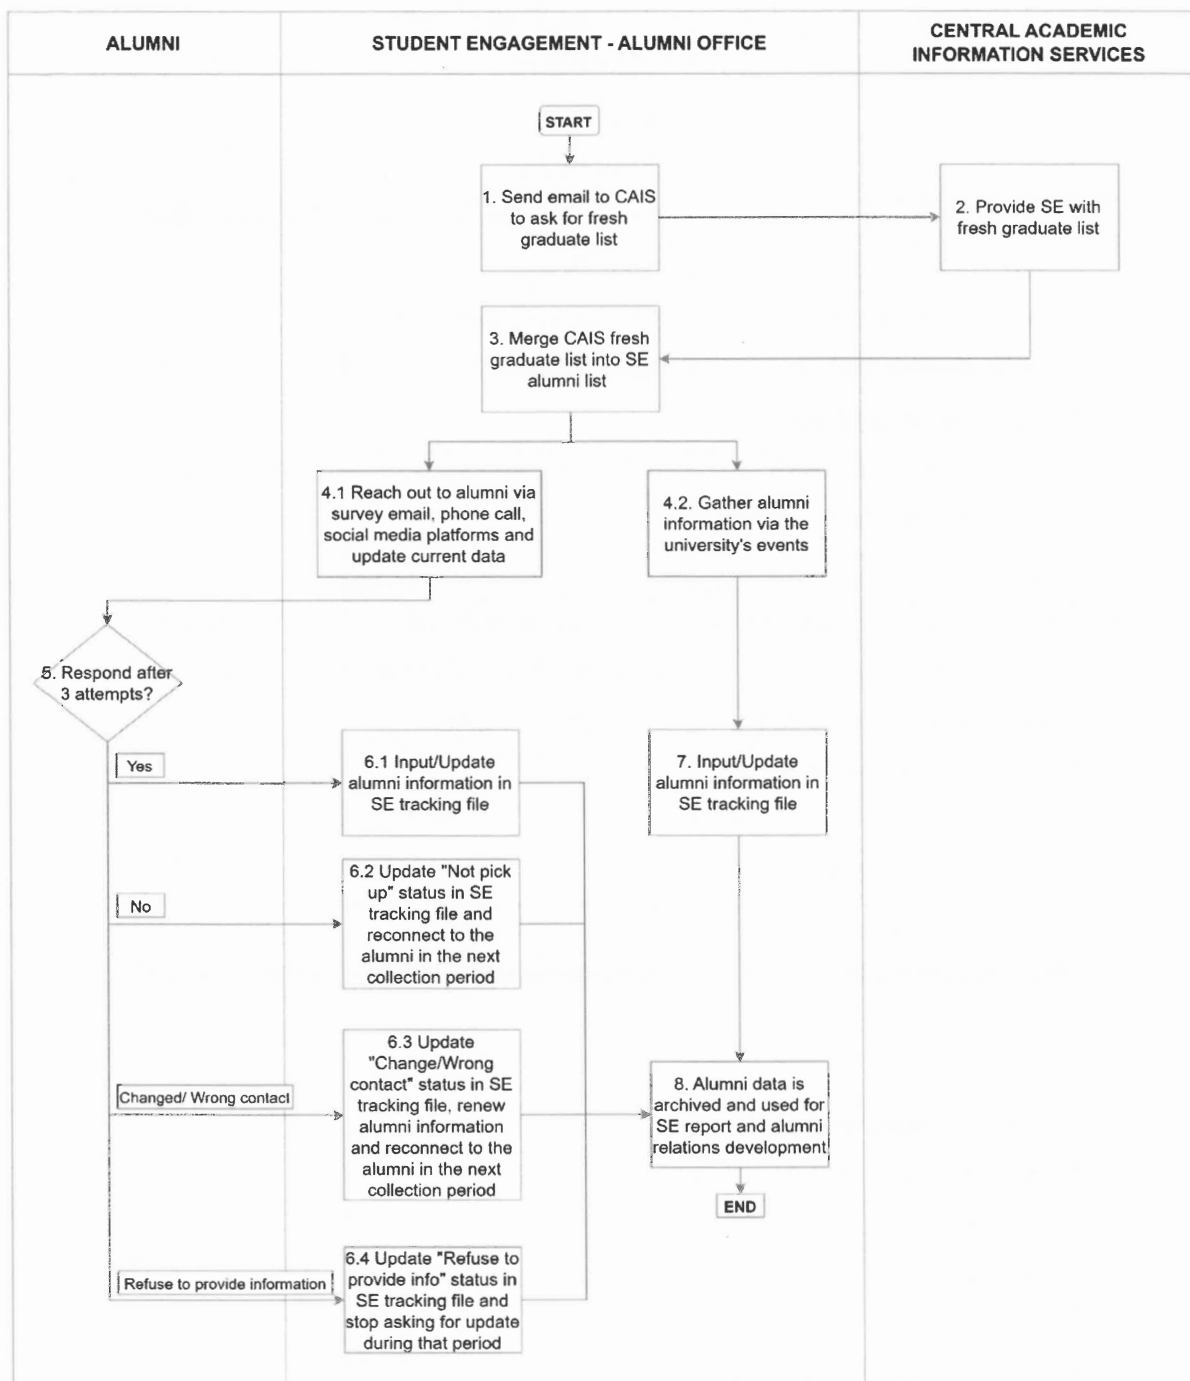 ALUMNI
STUDENT ENGAGEMENT - ALUMNI OFFICE
CENTRAL ACADEMIC
INFORMATION SERVICES
START
1. Send email to CAIS
to ask for fresh
graduate list
2. Provide SE with
fresh graduate list
3. Merge CAIS fresh
graduate list into SE
alumni list
4.1 Reach out to alumni via
survey email, phone call,
social media platforms and
update current data
4.2. Gather alumni
information via the
university's events
5. Respond after
3 attempts?
Yes
6.1 Input/Update
alumni information in
SE tracking file
7. Input/Update
alumni information in
SE tracking file
No
6.2 Update "Not pick
up" status in SE
tracking file and
reconnect to the
alumni in the next
collection period
Changed/ Wrong contact
6.3 Update
"Change/Wrong
contact" status in SE
tracking file, renew
alumni information
and reconnect to the
alumni in the next
collection period
8. Alumni data is
archived and used for
SE report and alumni
relations development
END
Refuse to provide information
6.4 Update "Refuse to
provide info" status in
SE tracking file and
stop asking for update
during that period